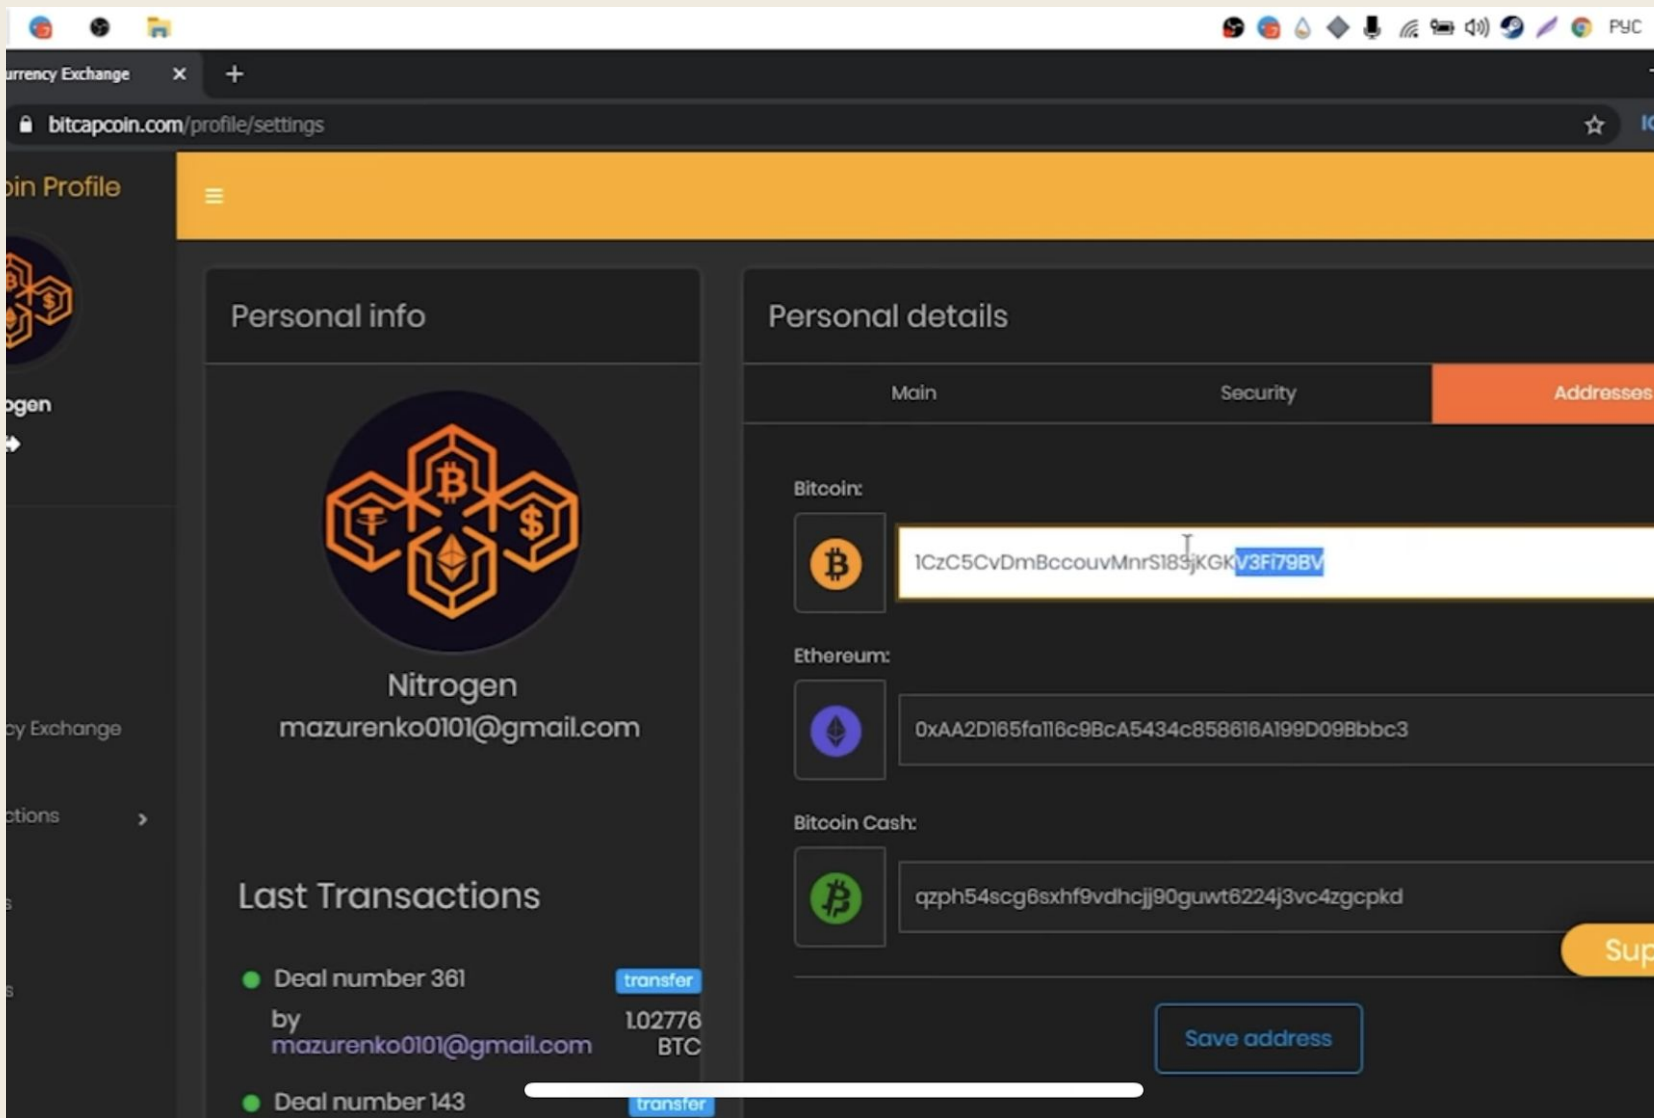 РУС
urrency Exchange
bitcapcoin.com/profile/settings
oin Profile
Personal info
Personal details
ogen
Main
Security
Addresses
Bitcoin:
1CzC5CvDmBccouvMnrS183jKGKV3Fi79BV
Ethereum:
0xAA2D165fa116c9BcA5434c858616A199D09Bbbc3
Nitrogen
mazurenko0101@gmail.com
cy Exchange
Bitcoin Cash:
ctions
qzph54scg6sxhf9vdhcjj90guwt6224j3vc4zgcpkd
Last Transactions
s
Sup
Deal number 361
transfer
s
by
1.02776
mazurenko0101@gmail.com
BTC
Save address
Deal number 143
transfer